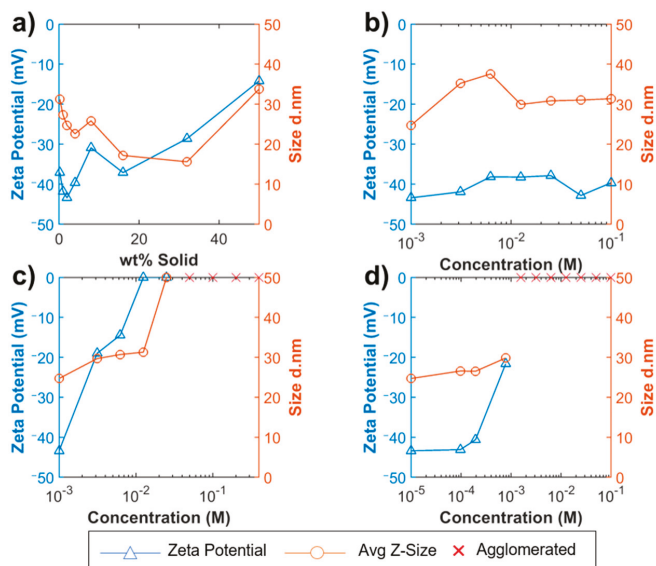 a)
b)
0
50
0
50
−10
40
−10
40
−20
30
−20
30
−30
20
−30
20
−40
10
−40
10
−50
0
−50
0
Zeta Potential (mV)
Size d.nm
Zeta Potential (mV)
Size d.nm
0 20 40
10⁻³ 10⁻² 10⁻¹
wt% Solid
Concentration (M)
c)
d)
0
50
0
50
−10
40
−10
40
−20
30
−20
30
−30
20
−30
20
−40
10
−40
10
−50
0
−50
0
Zeta Potential (mV)
Size d.nm
Zeta Potential (mV)
Size d.nm
10⁻³ 10⁻² 10⁻¹
10⁻⁵ 10⁻⁴ 10⁻³ 10⁻² 10⁻¹
Concentration (M)
Concentration (M)
Zeta Potential Avg Z-Size Agglomerated